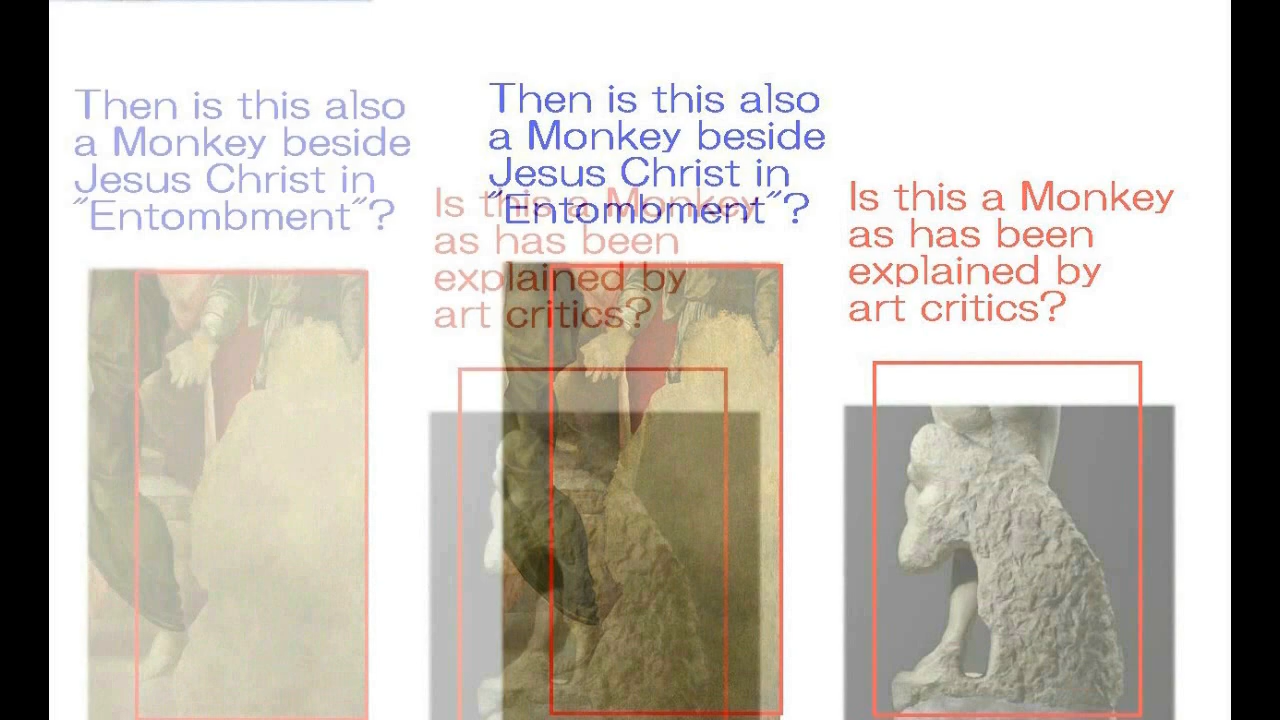 Then is this also
a Monkey beside
Jesus Christ in
"Entombment"?
Then is this also
a Monkey beside
Jesus Christ in
"Entombment"?
Is this a Monkey
as has been
explained by
art critics?
Is this a Monkey
as has been
explained by
art critics?